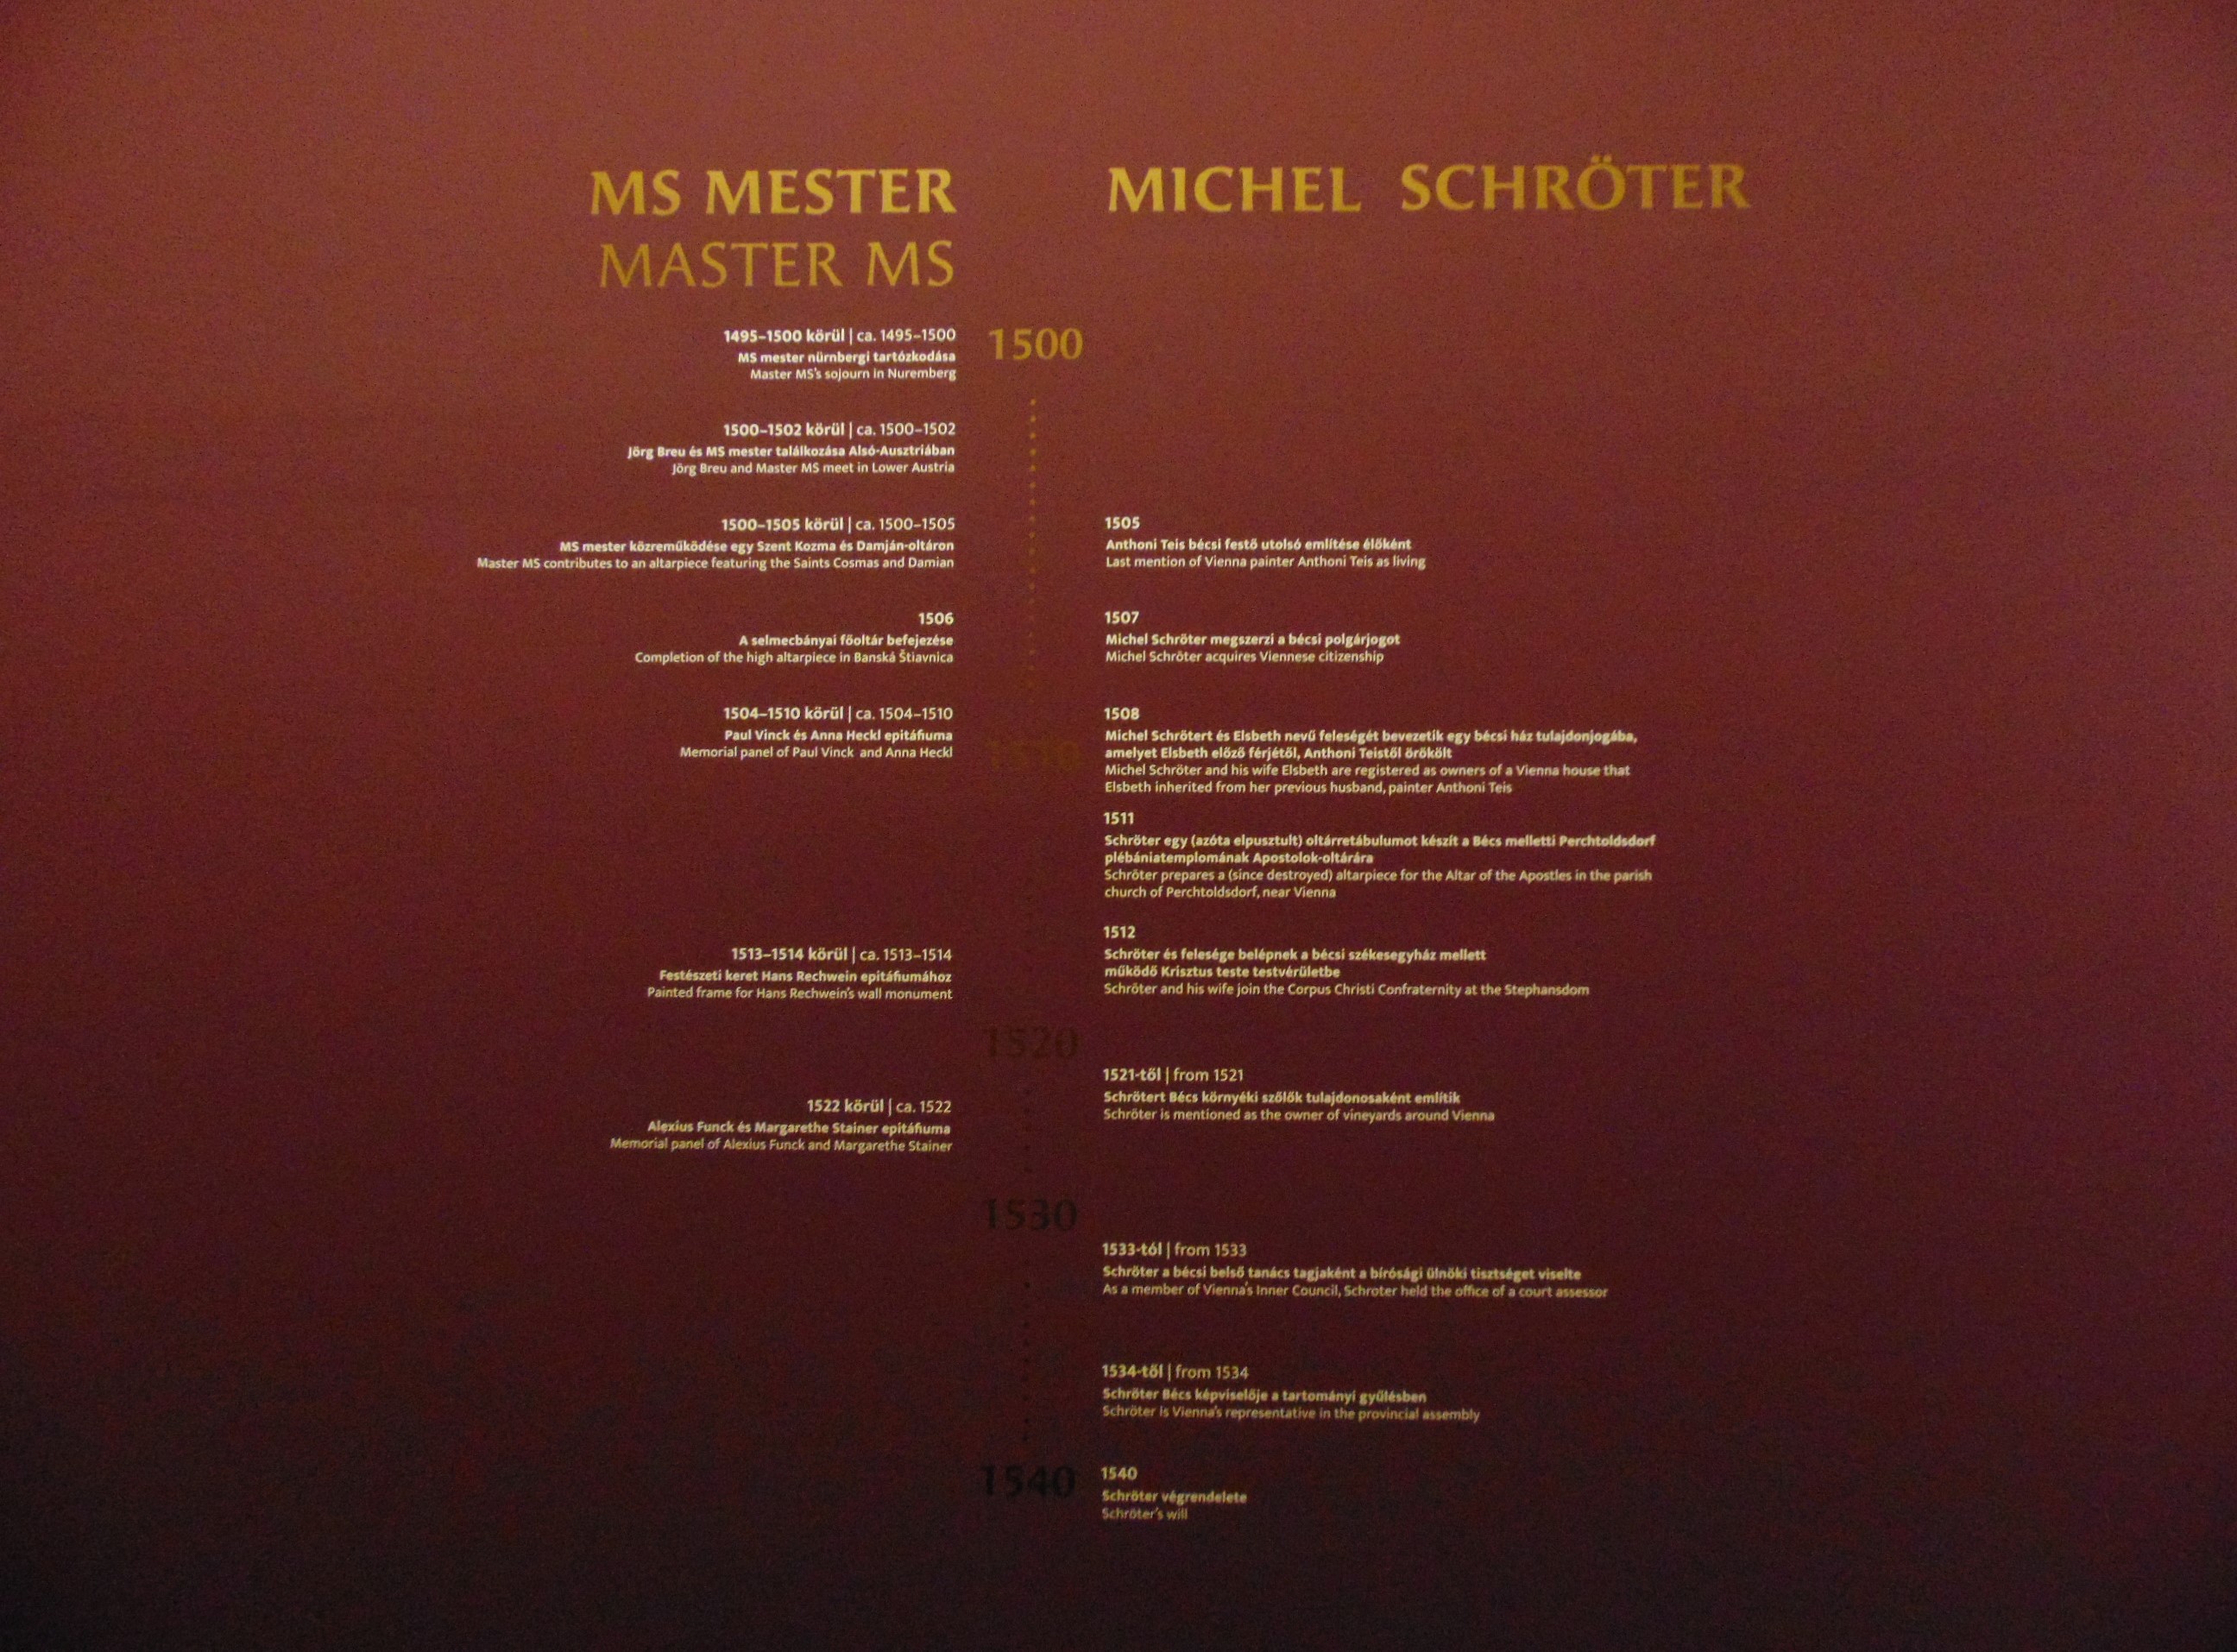 MS MESTER
MASTER MS
1495–1500 körül | ca. 1495–1500
MS mester nürnbergi tartózkodása
Master MS's sojourn in Nuremberg
1500–1502 körül | ca. 1500–1502
Jörg Breu és MS mester találkozása Alsó-Ausztriában
Jörg Breu and Master MS meet in Lower Austria
1500–1505 körül | ca. 1500–1505
MS mester közreműködése egy Szent Kozma és Damján-oltáron
Master MS contributes to an altarpiece featuring the Saints Cosmas and Damian
1506
A selmecbányai főoltár befejezése
Completion of the high altarpiece in Banská Štiavnica
1504–1510 körül | ca. 1504–1510
Paul Vinck és Anna Heckl epitáfiuma
Memorial panel of Paul Vinck and Anna Heckl
1513–1514 körül | ca. 1513–1514
Festészeti keret Hans Rechwein epitáfiumához
Painted frame for Hans Rechwein's wall monument
1522 körül | ca. 1522
Alexius Funck és Margarethe Stainer epitáfiuma
Memorial panel of Alexius Funck and Margarethe Stainer
1500
1510
1520
1530
1540
MICHEL SCHRÖTER
1505
Anthoni Teis bécsi festő utolsó említése élőként
Last mention of Vienna painter Anthoni Teis as living
1507
Michel Schröter megszerzi a bécsi polgárjogot
Michel Schröter acquires Viennese citizenship
1508
Michel Schrötert és Elsbeth nevű feleségét bevezetik egy bécsi ház tulajdonjogába,
amelyet Elsbeth előző férjétől, Anthoni Teistől örökölt
Michel Schröter and his wife Elsbeth are registered as owners of a Vienna house that
Elsbeth inherited from her previous husband, painter Anthoni Teis
1511
Schröter egy (azóta elpusztult) oltárretábulumot készít a Bécs melletti Perchtoldsdorf
plébániatemplomának Apostolok-oltárára
Schröter prepares a (since destroyed) altarpiece for the Altar of the Apostles in the parish
church of Perchtoldsdorf, near Vienna
1512
Schröter és felesége belépnek a bécsi székesegyház mellett
működő Krisztus teste testvérületbe
Schröter and his wife join the Corpus Christi Confraternity at the Stephansdom
1521-től | from 1521
Schrötert Bécs környéki szőlők tulajdonosaként említik
Schröter is mentioned as the owner of vineyards around Vienna
1533-tól | from 1533
Schröter a bécsi belső tanács tagjaként a bírósági ülnöki tisztséget viselte
As a member of Vienna's Inner Council, Schroter held the office of a court assessor
1534-től | from 1534
Schröter Bécs képviselője a tartományi gyűlésben
Schröter is Vienna's representative in the provincial assembly
1540
Schröter végrendelete
Schröter's will